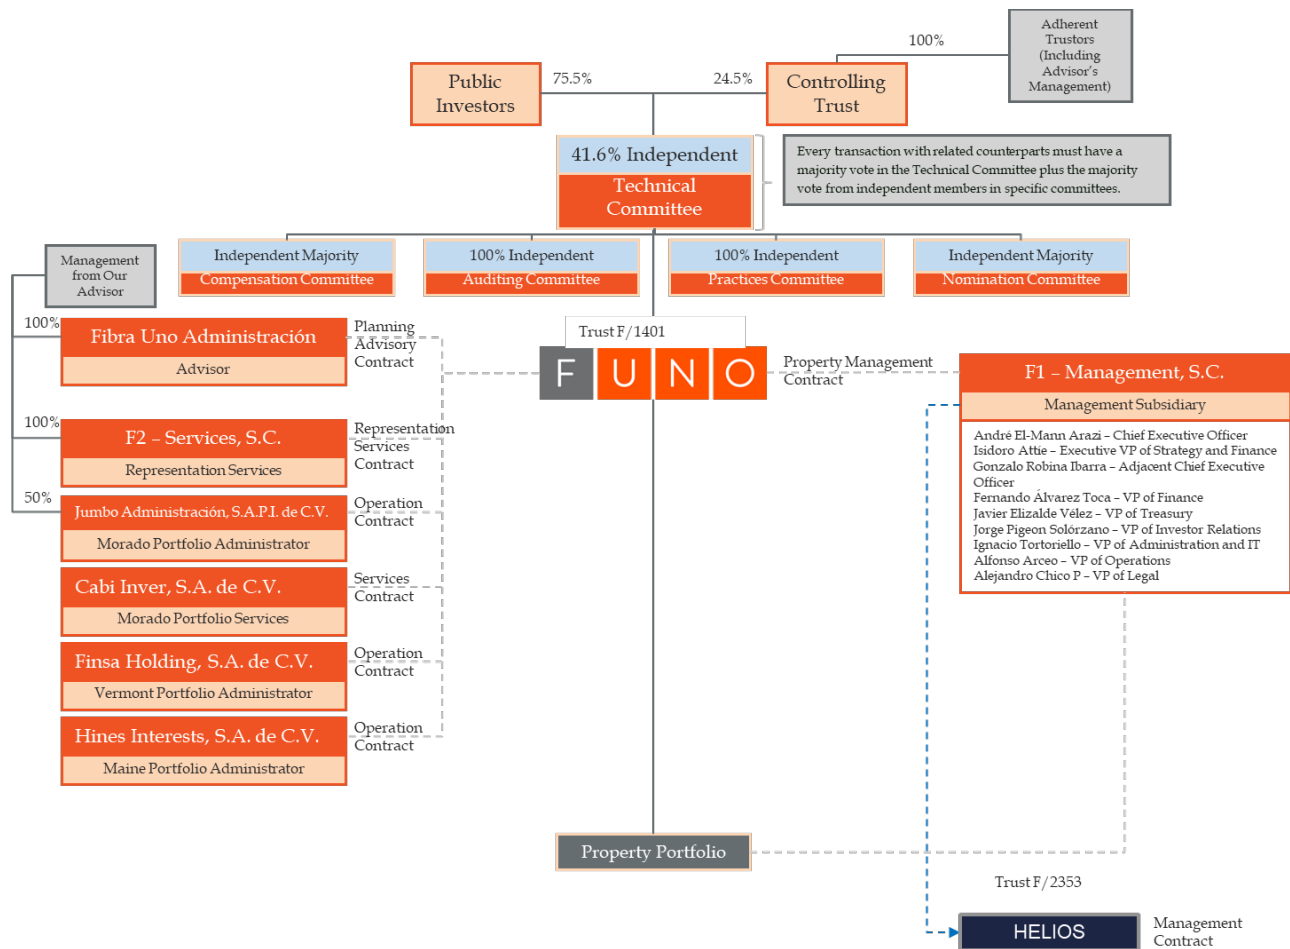 Adherent
Trustors
(Including
Advisor's
Management)
100%
Public
Investors
75.5%
24.5%
Controlling
Trust
41.6% Independent
Technical
Committee
Every transaction with related counterparts must have a
majority vote in the Technical Committee plus the majority
vote from independent members in specific committees.
Independent Majority
Compensation Committee
100% Independent
Auditing Committee
100% Independent
Practices Committee
Independent Majority
Nomination Committee
Management
from Our
Advisor
100%
Fibra Uno Administración
Advisor
Planning
Advisory
Contract
Trust F/1401
F U N O
Property Management
Contract
F1 – Management, S.C.
Management Subsidiary
André El-Mann Arazi – Chief Executive Officer
Isidoro Attie – Executive VP of Strategy and Finance
Gonzalo Robina Ibarra – Adjacent Chief Executive
Officer
Fernando Álvarez Toca – VP of Finance
Javier Elizalde Vélez – VP of Treasury
Jorge Pigeon Solórzano – VP of Investor Relations
Ignacio Tortoriello – VP of Administration and IT
Alfonso Arceo – VP of Operations
Alejandro Chico P – VP of Legal
100%
F2 – Services, S.C.
Representation Services
Representation
Services
Contract
50%
Jumbo Administración, S.A.P.I. de C.V.
Morado Portfolio Administrator
Operation
Contract
Cabi Inver, S.A. de C.V.
Morado Portfolio Services
Services
Contract
Finsa Holding, S.A. de C.V.
Vermont Portfolio Administrator
Operation
Contract
Hines Interests, S.A. de C.V.
Maine Portfolio Administrator
Operation
Contract
Property Portfolio
Trust F/2353
HELIOS
Management
Contract